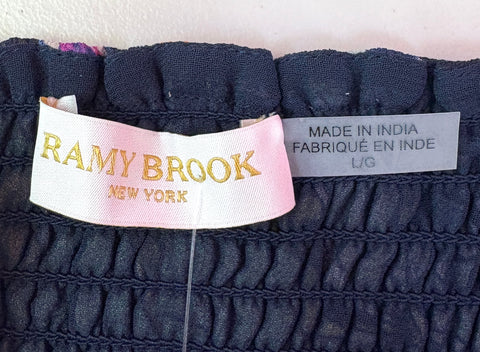 RAMY BROOK
NEW YORK
MADE IN INDIA
FABRIQUÉ EN INDE
L/G